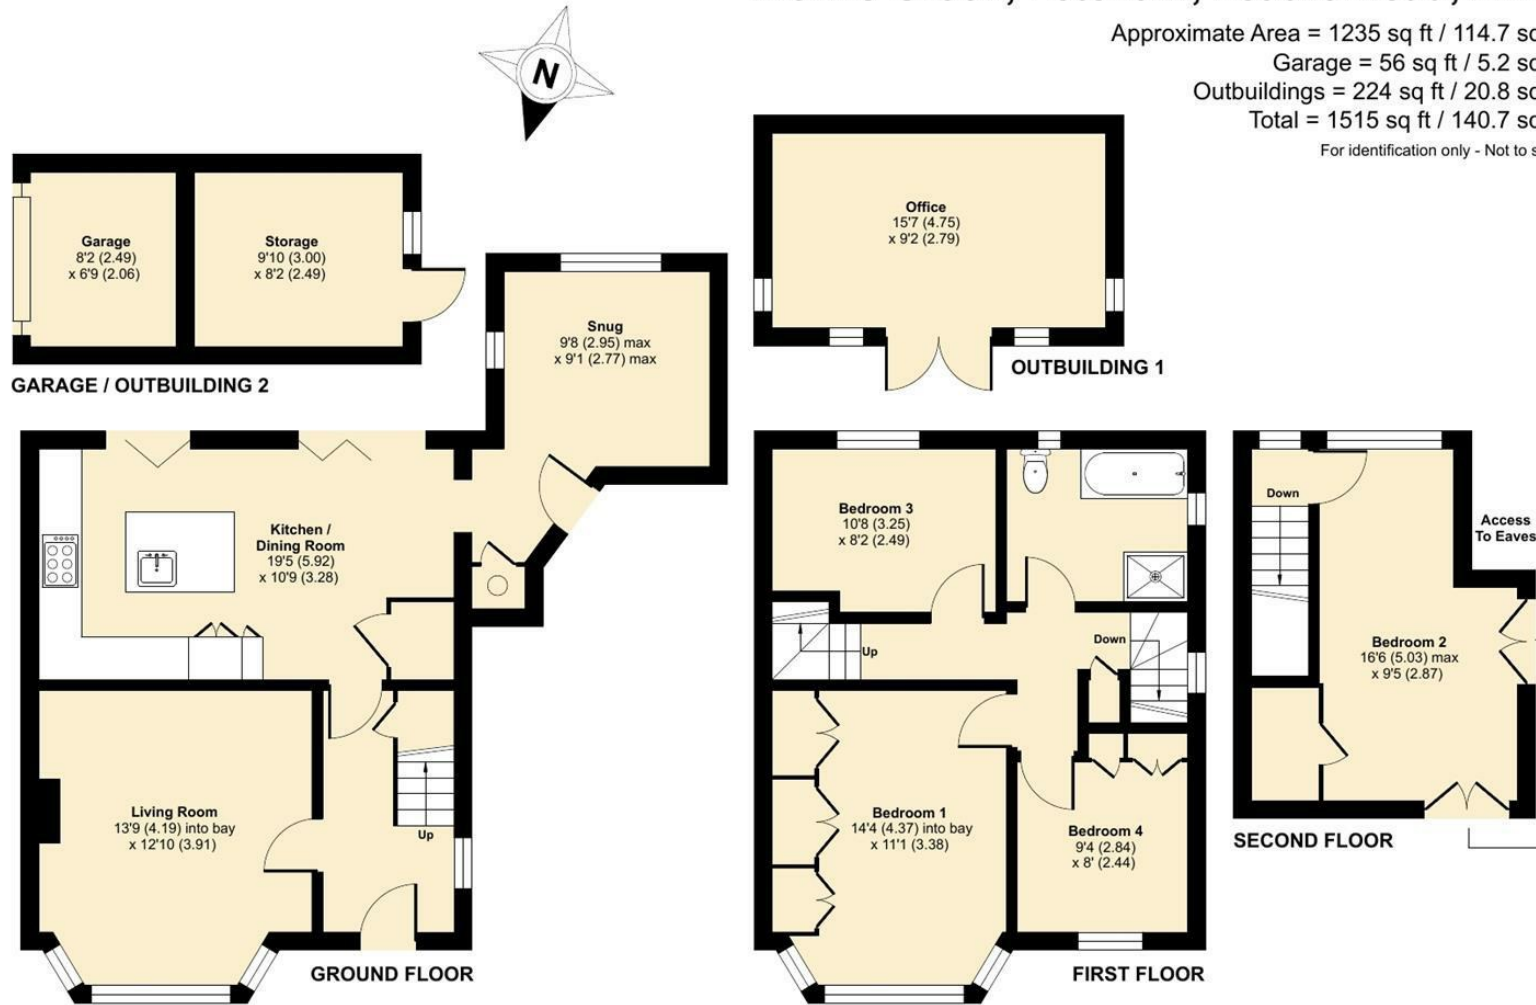 Approximate Area = 1235 sq ft / 114.7 sq
Garage = 56 sq ft / 5.2 sq
Outbuildings = 224 sq ft / 20.8 sq
Total = 1515 sq ft / 140.7 sq
For identification only - Not to s
N
Garage
8'2 (2.49)
x 6'9 (2.06)
Storage
9'10 (3.00)
x 8'2 (2.49)
GARAGE / OUTBUILDING 2
Office
15'7 (4.75)
x 9'2 (2.79)
OUTBUILDING 1
Snug
9'8 (2.95) max
x 9'1 (2.77) max
Kitchen /
Dining Room
19'5 (5.92)
x 10'9 (3.28)
Living Room
13'9 (4.19) into bay
x 12'10 (3.91)
Up
GROUND FLOOR
Bedroom 3
10'8 (3.25)
x 8'2 (2.49)
Up
Down
Bedroom 1
14'4 (4.37) into bay
x 11'1 (3.38)
Bedroom 4
9'4 (2.84)
x 8' (2.44)
FIRST FLOOR
Down
Access
To Eaves
Bedroom 2
16'6 (5.03) max
x 9'5 (2.87)
SECOND FLOOR